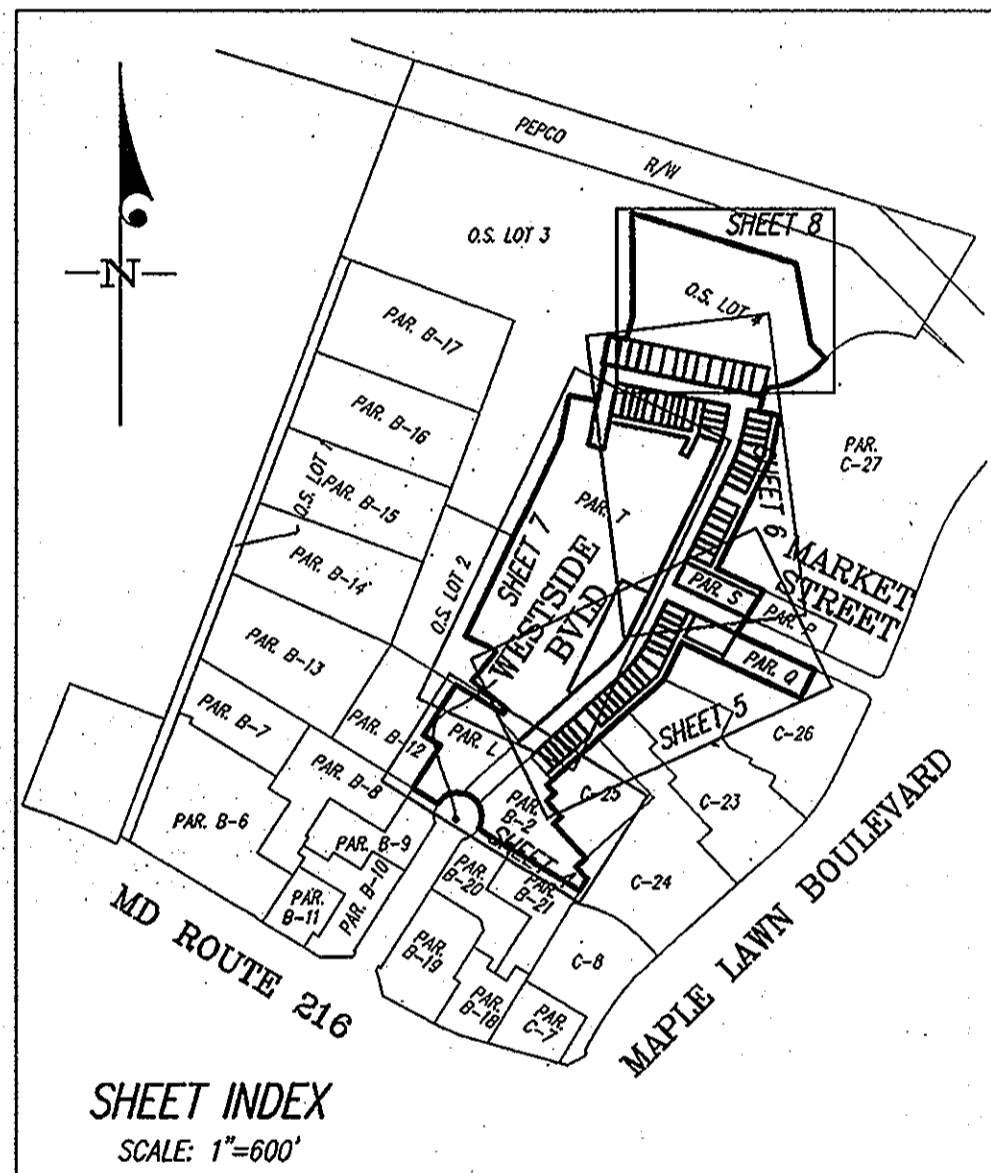 PEPCO R/W
SHEET 8
O.S. LOT 3
N
O.S. LOT 4
PAR. B-17
PAR. B-16
PAR. C-27
O.S. LOT 1
PAR. B-15
PAR. T
SHEET 6
SHEET 7
WESTSIDE
BVLD
MARKET
STREET
PAR. B-14
O.S. LOT 2
PAR. S
PAR. P
PAR. B-13
PAR. Q
SHEET 5
C-26
PAR. B-7
PAR. B-12
PAR. L
PAR. B-8
C-25
C-23
PAR. B-6
PAR.
B-2
PAR. B-9
SHEET
PAR. B-10
PAR.
B-20
PAR.
B-21
C-24
PAR.
B-11
MD ROUTE 216
PAR.
B-19
C-8
PAR.
B-18
PAR.
C-7
MAPLE LAWN BOULEVARD
SHEET INDEX
SCALE: 1"=600'